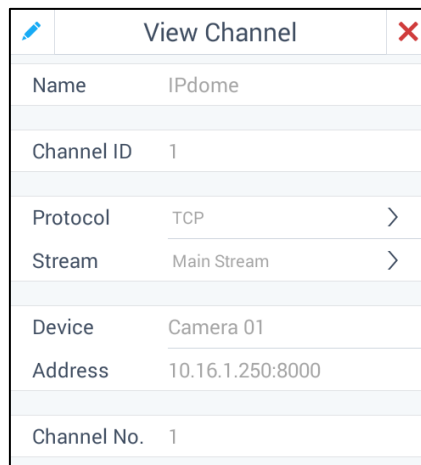 View Channel
Name IPdome
Channel ID 1
Protocol TCP
Stream Main Stream
Device Camera 01
Address 10.16.1.250:8000
Channel No. 1